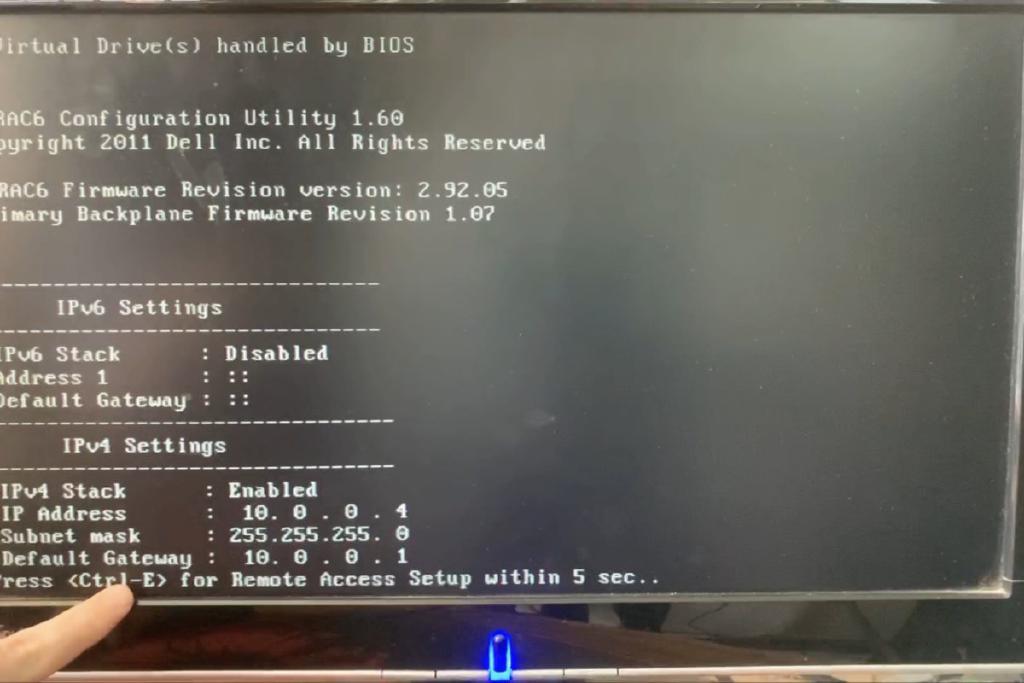 Virtual Drive(s) handled by BIOS
RAC6 Configuration Utility 1.60
opyright 2011 Dell Inc. All Rights Reserved
RAC6 Firmware Revision version: 2.92.05
imary Backplane Firmware Revision 1.07
------------------------------
IPv6 Settings
------------------------------
IPv6 Stack : Disabled
Address 1 : ::
Default Gateway : ::
-------------------------------
IPv4 Settings
-------------------------------
IPv4 Stack : Enabled
IP Address : 10. 0 . 0 . 4
Subnet mask : 255.255.255. 0
Default Gateway : 10. 0 . 0 . 1
Press <Ctrl-E> for Remote Access Setup within 5 sec..